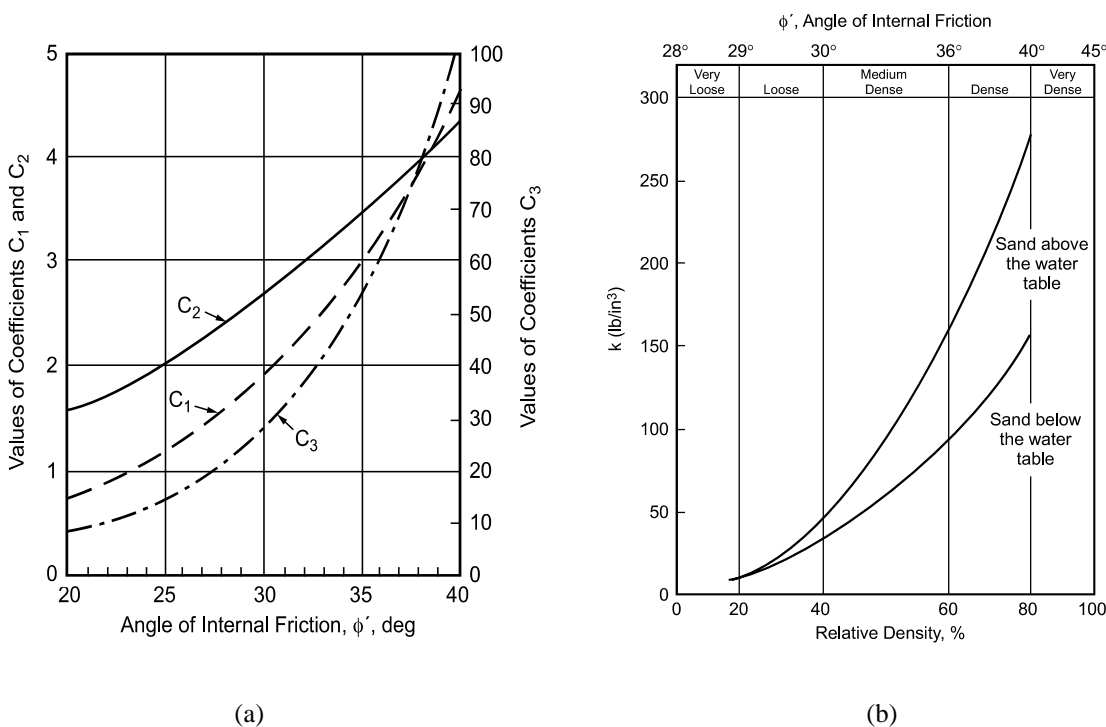 5
4
3
2
1
0
Values of Coefficients C₁ and C₂
100
90
80
70
60
50
40
30
20
10
0
Values of Coefficients C₃
C₂
C₁
C₃
20 25 30 35 40
Angle of Internal Friction, ϕ´, deg
(a)
ϕ´, Angle of Internal Friction
28° 29° 30° 36° 40° 45°
Very
Loose
Loose
Medium
Dense
Dense
Very
Dense
300
250
200
150
100
50
0
k (lb/in³)
Sand above
the water
table
Sand below
the water
table
0 20 40 60 80 100
Relative Density, %
(b)